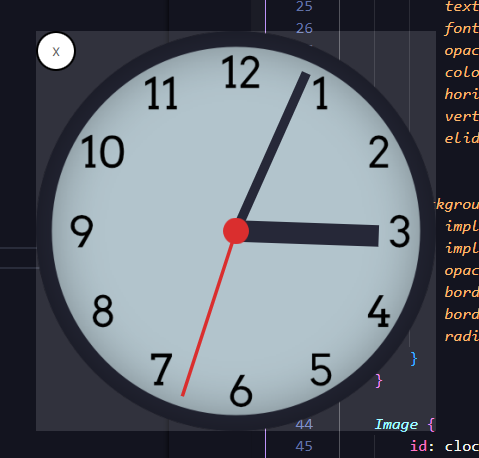 25 text
26 font
opac
x
colo
12
hori
11 1
vert
elid
10 2
kgrou
9 3
impl
impl
opac
8 4
bord
bord
radi
7 5
}
6
}
44 Image {
45 id: cloc